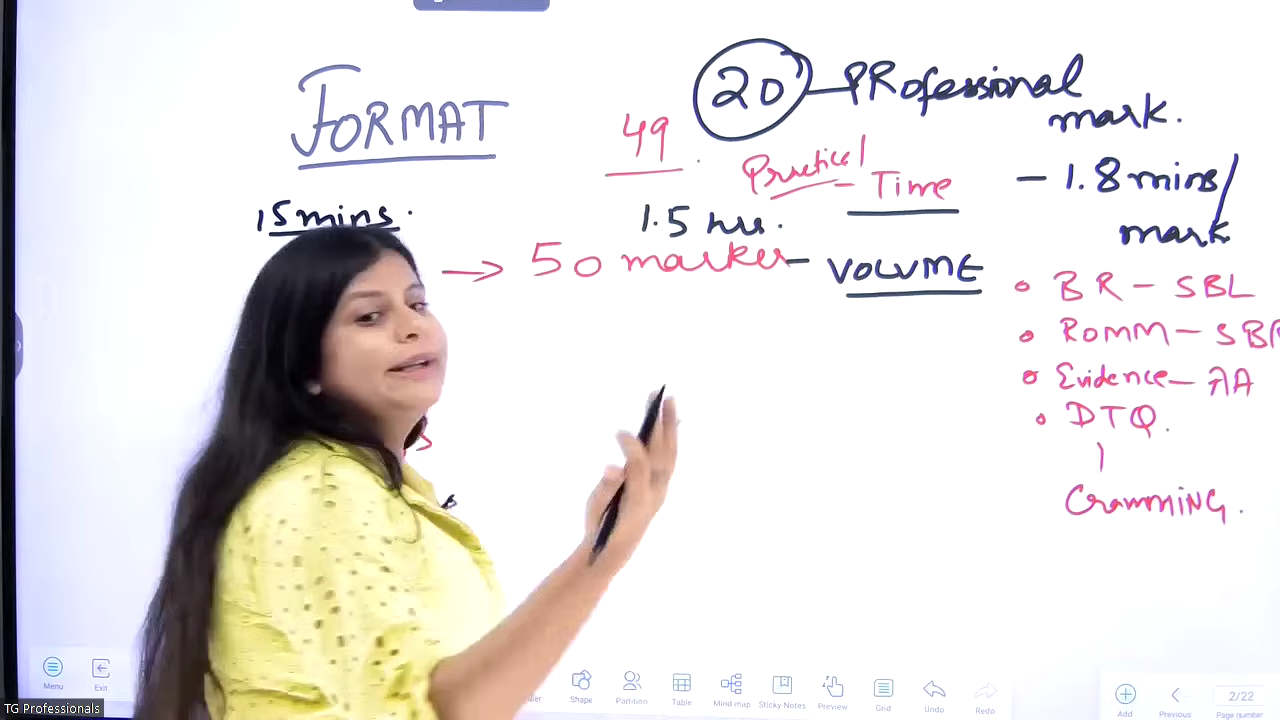 20 - PROfessional
mark.
FORMAT
49
Practical
- Time
- 1.8 mins/
mark
15 mins.
1.5 hrs.
→ 50 marker - VOLUME
• BR - SBL
• ROMM - SBR
• Evidence - AA
• DTQ.
CrammiNG.
Menu
Exit
Shape
Partition
Table
Mind map
Sticky Notes
Preview
Grid
Undo
Redo
Add
Previous
2/22
Page number
TG Professionals